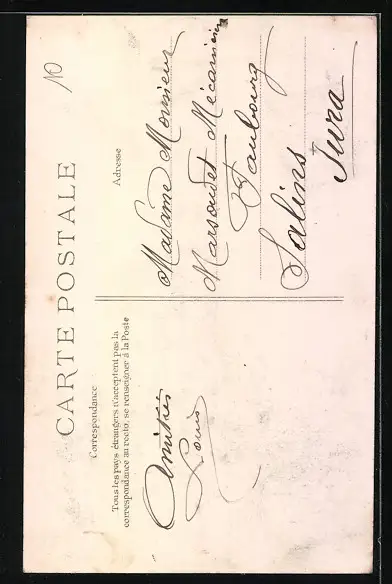 10
CARTE POSTALE
Correspondance
Tous les pays étrangers n'acceptent pas la
correspondance au recto, se renseigner à la Poste
Amitiés
Louis
Adresse
Madame Monsieur
Marsoudet Mécanicien
Faubourg
Salins
Jura